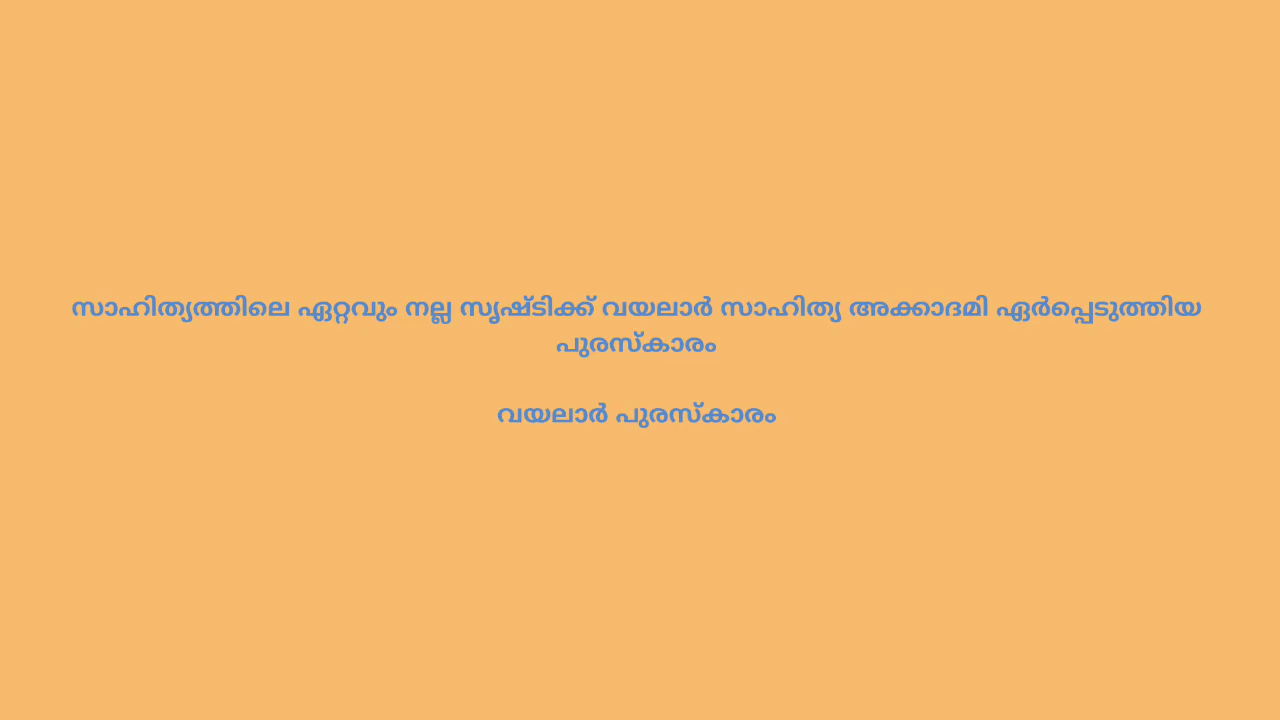 സാഹിത്യത്തിലെ ഏറ്റവും നല്ല സൃഷ്ടിക്ക് വയലാർ സാഹിത്യ അക്കാദമി ഏർപ്പെടുത്തിയ
പുരസ്കാരം
വയലാർ പുരസ്കാരം